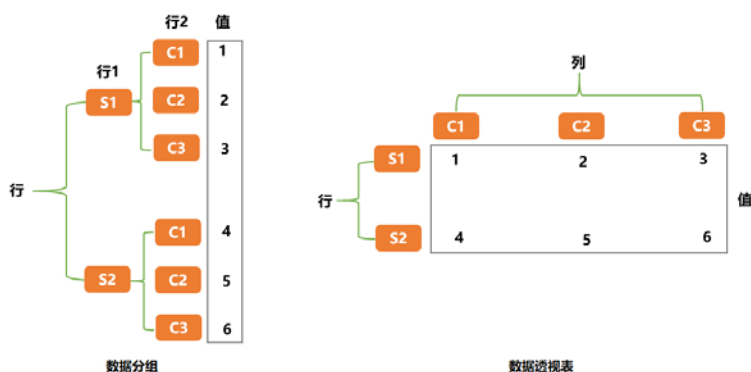 行2 值
行1
C1 1
S1 C2 2
C3 3
行
C1 4
S2 C2 5
C3 6
数据分组
列
C1 C2 C3
S1 1 2 3
行 值
S2 4 5 6
数据透视表